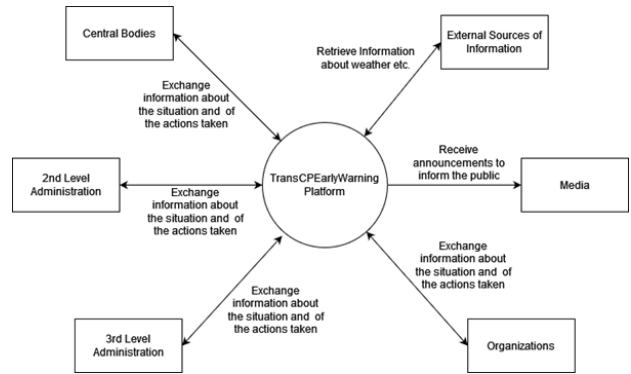 Central Bodies
External Sources of
Information
Retrieve Information
about weather etc.
Exchange
information about
the situation and of
the actions taken
TransCPEarlyWarning
Platform
Receive
announcements to
inform the public
2nd Level
Administration
Exchange
information about
the situation and of
the actions taken
Media
Exchange
information about
the situation and of
the actions taken
Exchange
information about
the situation and of
the actions taken
3rd Level
Administration
Organizations